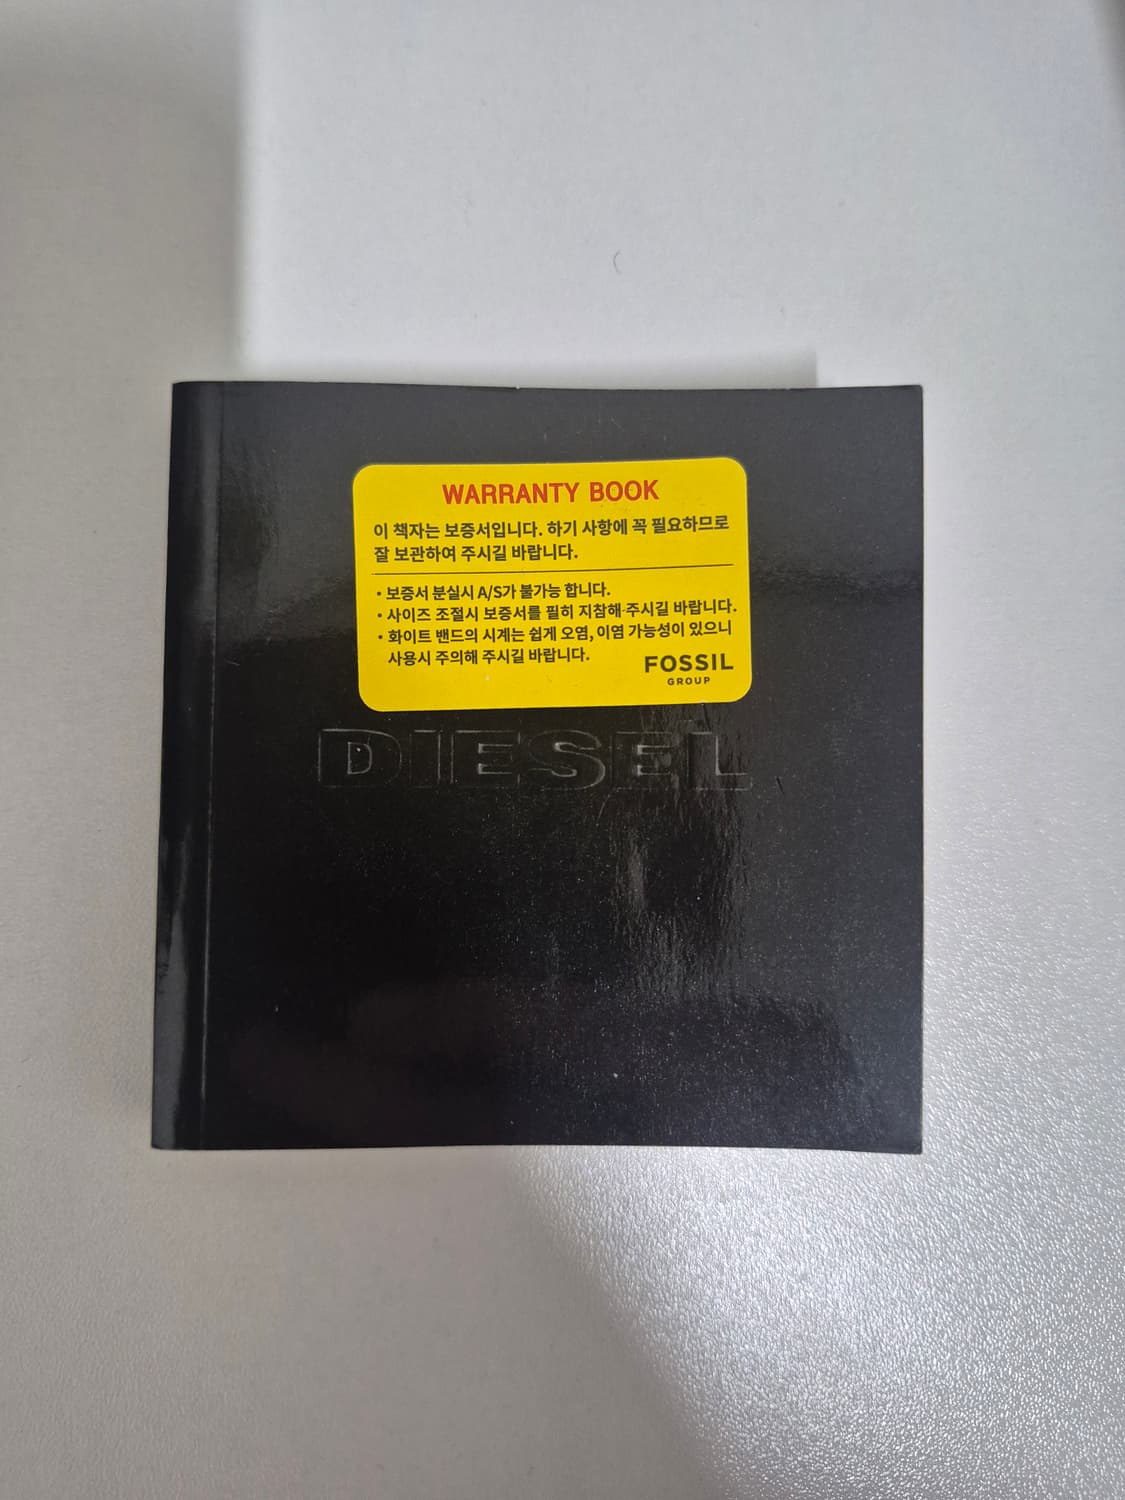 WARRANTY BOOK
이 책자는 보증서입니다. 하기 사항에 꼭 필요하므로
잘 보관하여 주시길 바랍니다.
• 보증서 분실시 A/S가 불가능 합니다.
• 사이즈 조절시 보증서를 필히 지참해 주시길 바랍니다.
• 화이트 밴드의 시계는 쉽게 오염, 이염 가능성이 있으니
사용시 주의해 주시길 바랍니다.
FOSSIL
GROUP
DIESEL